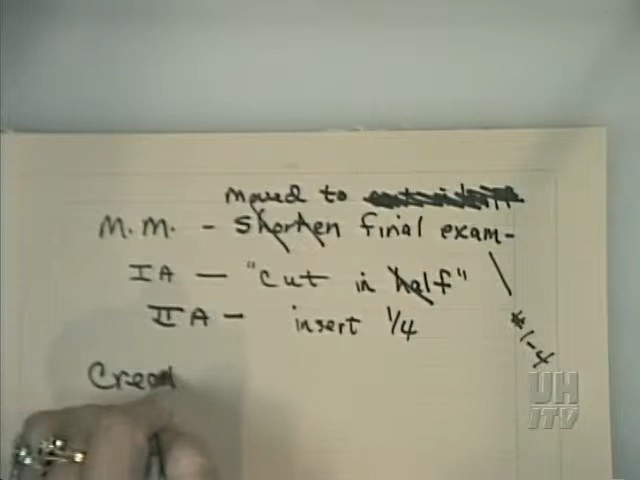 moved to
M.M. - Shorten final exam-
IA - "cut in half"
IIA - insert 1/4
#1-4
Crea
UH
ITV